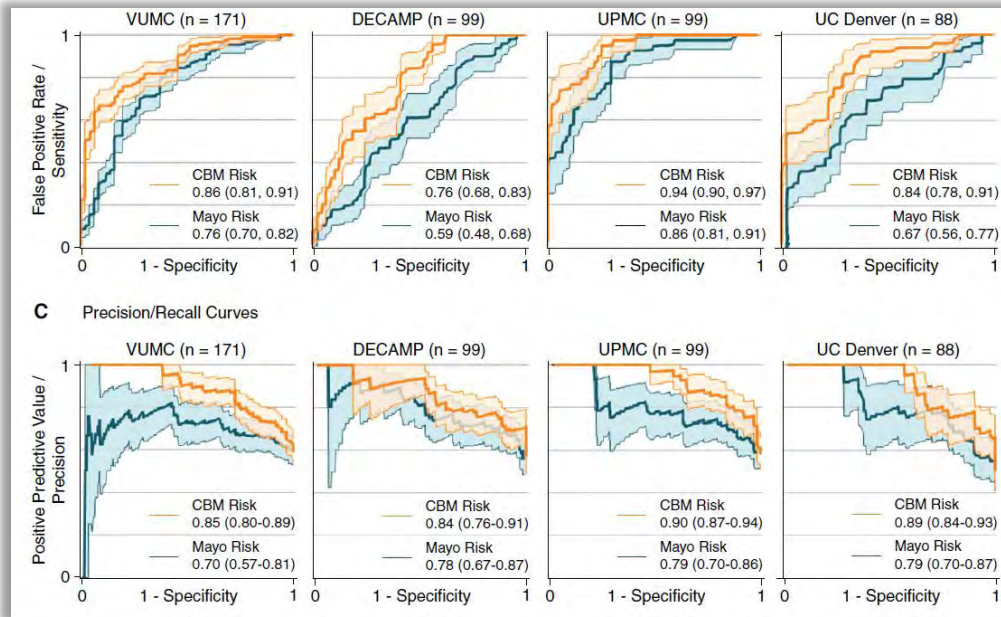 VUMC (n = 171)
DECAMP (n = 99)
UPMC (n = 99)
UC Denver (n = 88)
False Positive Rate /
Sensitivity
1
0
CBM Risk
0.86 (0.81, 0.91)
Mayo Risk
0.76 (0.70, 0.82)
CBM Risk
0.76 (0.68, 0.83)
Mayo Risk
0.59 (0.48, 0.68)
CBM Risk
0.94 (0.90, 0.97)
Mayo Risk
0.86 (0.81, 0.91)
CBM Risk
0.84 (0.78, 0.91)
Mayo Risk
0.67 (0.56, 0.77)
0 1 - Specificity 1
0 1 - Specificity 1
0 1 - Specificity 1
0 1 - Specificity 1
C Precision/Recall Curves
VUMC (n = 171)
DECAMP (n = 99)
UPMC (n = 99)
UC Denver (n = 88)
Positive Predictive Value /
Precision
1
0
CBM Risk
0.85 (0.80-0.89)
Mayo Risk
0.70 (0.57-0.81)
CBM Risk
0.84 (0.76-0.91)
Mayo Risk
0.78 (0.67-0.87)
CBM Risk
0.90 (0.87-0.94)
Mayo Risk
0.79 (0.70-0.86)
CBM Risk
0.89 (0.84-0.93)
Mayo Risk
0.79 (0.70-0.87)
0 1 - Specificity 1
0 1 - Specificity 1
0 1 - Specificity 1
0 1 - Specificity 1